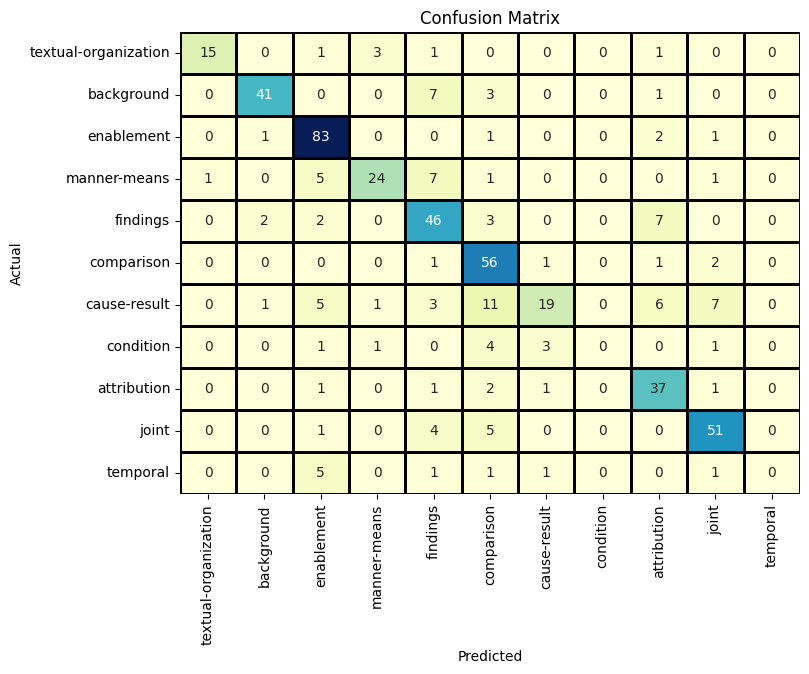 Confusion Matrix
textual-organization 15 0 1 3 1 0 0 0 1 0 0
background 0 41 0 0 7 3 0 0 1 0 0
enablement 0 1 83 0 0 1 0 0 2 1 0
manner-means 1 0 5 24 7 1 0 0 0 1 0
findings 0 2 2 0 46 3 0 0 7 0 0
comparison 0 0 0 0 1 56 1 0 1 2 0
cause-result 0 1 5 1 3 11 19 0 6 7 0
condition 0 0 1 1 0 4 3 0 0 1 0
attribution 0 0 1 0 1 2 1 0 37 1 0
joint 0 0 1 0 4 5 0 0 0 51 0
temporal 0 0 5 0 1 1 1 0 0 1 0
Actual
textual-organization
background
enablement
manner-means
findings
comparison
cause-result
condition
attribution
joint
temporal
Predicted